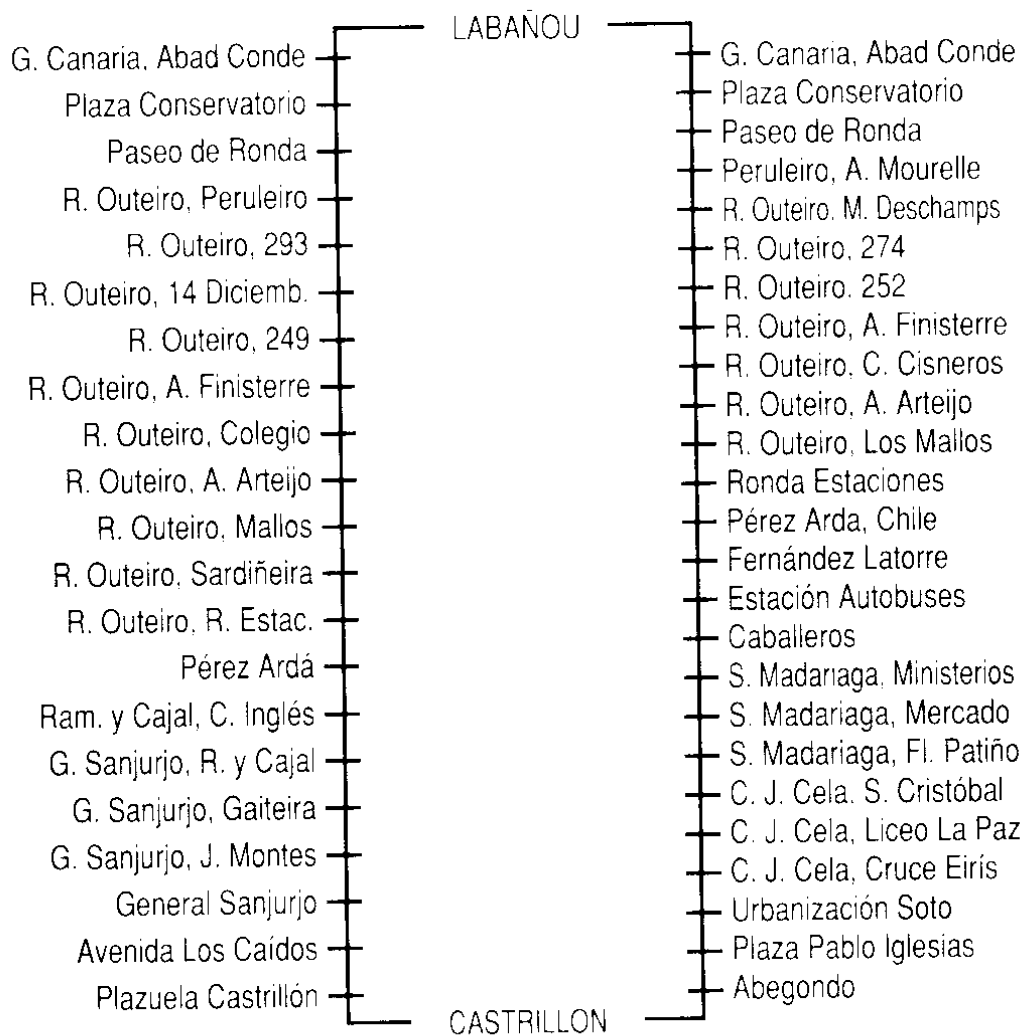 LABAÑOU
G. Canaria, Abad Conde
Plaza Conservatorio
Paseo de Ronda
R. Outeiro, Peruleiro
R. Outeiro, 293
R. Outeiro, 14 Diciemb.
R. Outeiro, 249
R. Outeiro, A. Finisterre
R. Outeiro, Colegio
R. Outeiro, A. Arteijo
R. Outeiro, Mallos
R. Outeiro, Sardiñeira
R. Outeiro, R. Estac.
Pérez Ardá
Ram. y Cajal, C. Inglés
G. Sanjurjo, R. y Cajal
G. Sanjurjo, Gaiteira
G. Sanjurjo, J. Montes
General Sanjurjo
Avenida Los Caídos
Plazuela Castrillón
G. Canaria, Abad Conde
Plaza Conservatorio
Paseo de Ronda
Peruleiro, A. Mourelle
R. Outeiro. M. Deschamps
R. Outeiro, 274
R. Outeiro. 252
R. Outeiro, A. Finisterre
R. Outeiro, C. Cisneros
R. Outeiro, A. Arteijo
R. Outeiro, Los Mallos
Ronda Estaciones
Pérez Arda, Chile
Fernández Latorre
Estación Autobuses
Caballeros
S. Madariaga, Ministerios
S. Madariaga, Mercado
S. Madariaga, Fl. Patiño
C. J. Cela. S. Cristóbal
C. J. Cela, Liceo La Paz
C. J. Cela, Cruce Eirís
Urbanización Soto
Plaza Pablo Iglesias
Abegondo
CASTRILLON